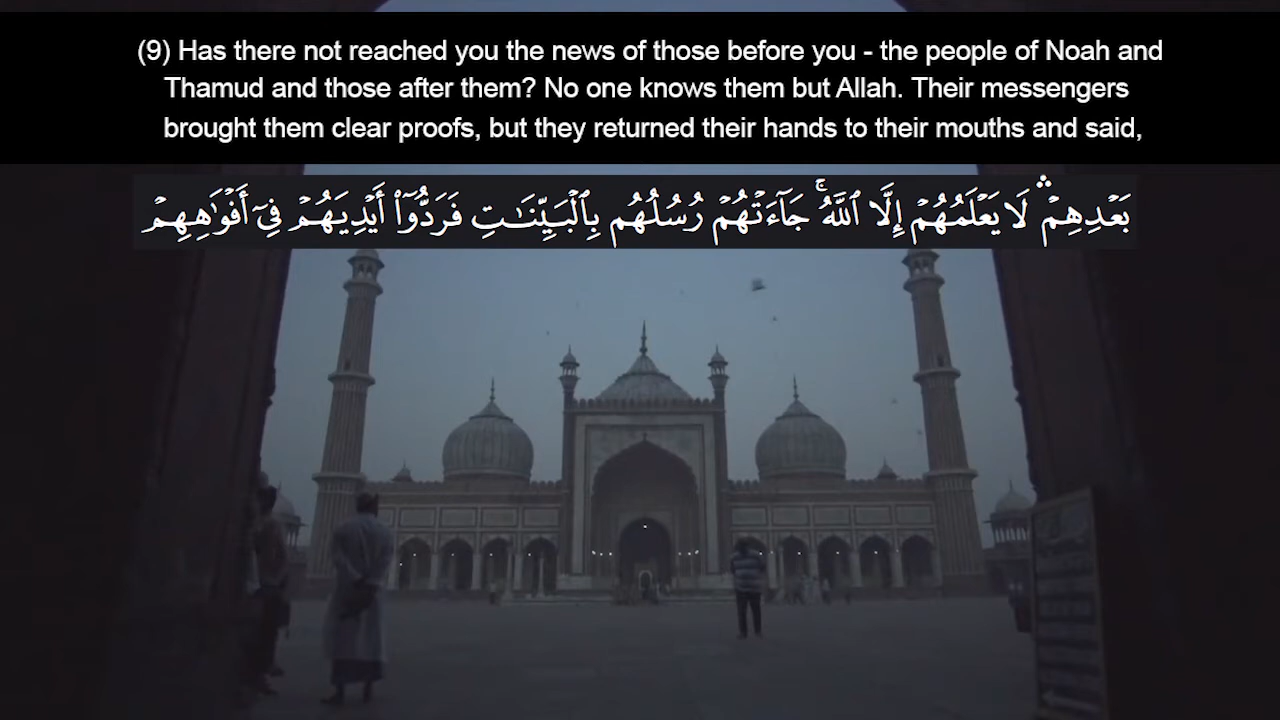 (9) Has there not reached you the news of those before you - the people of Noah and
Thamud and those after them? No one knows them but Allah. Their messengers
brought them clear proofs, but they returned their hands to their mouths and said,
بَعْدِهِمْ ۛ لَا يَعْلَمُهُمْ إِلَّا ٱللَّهُ ۚ جَآءَتْهُمْ رُسُلُهُم بِٱلْبَيِّنَـٰتِ فَرَدُّوٓا۟ أَيْدِيَهُمْ فِىٓ أَفْوَٰهِهِمْ